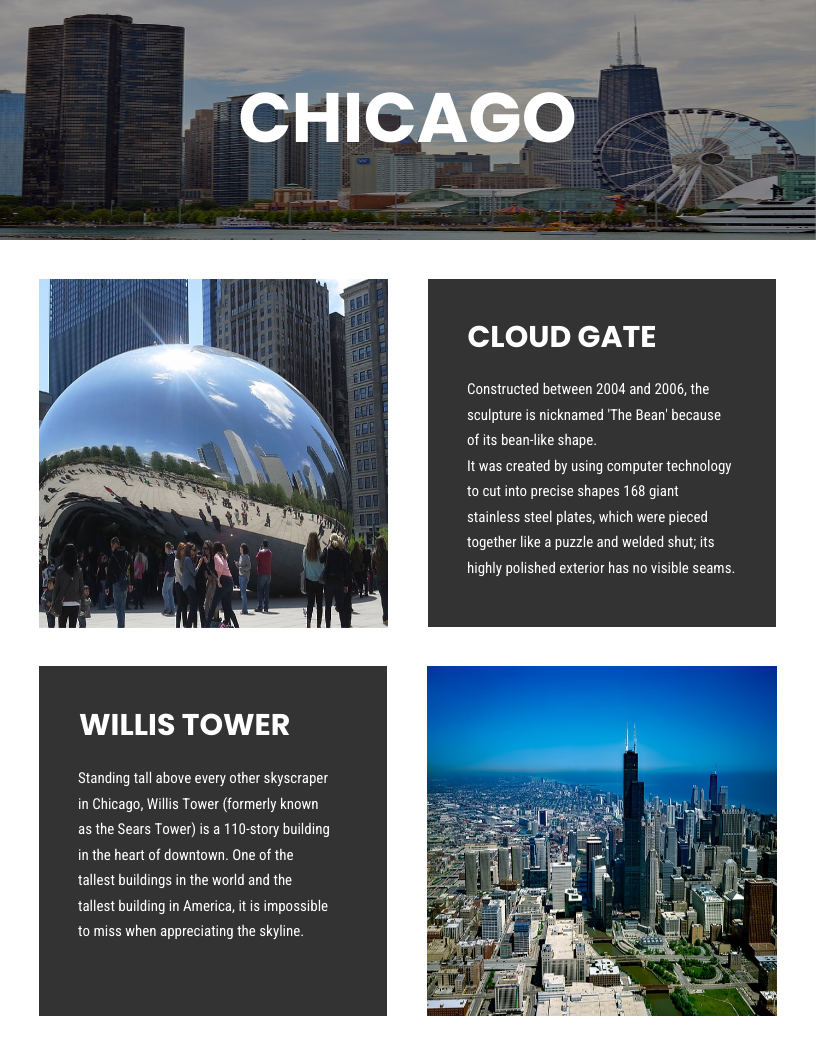 CHICAGO
CLOUD GATE
Constructed between 2004 and 2006, the
sculpture is nicknamed 'The Bean' because
of its bean-like shape.
It was created by using computer technology
to cut into precise shapes 168 giant
stainless steel plates, which were pieced
together like a puzzle and welded shut; its
highly polished exterior has no visible seams.
WILLIS TOWER
Standing tall above every other skyscraper
in Chicago, Willis Tower (formerly known
as the Sears Tower) is a 110-story building
in the heart of downtown. One of the
tallest buildings in the world and the
tallest building in America, it is impossible
to miss when appreciating the skyline.